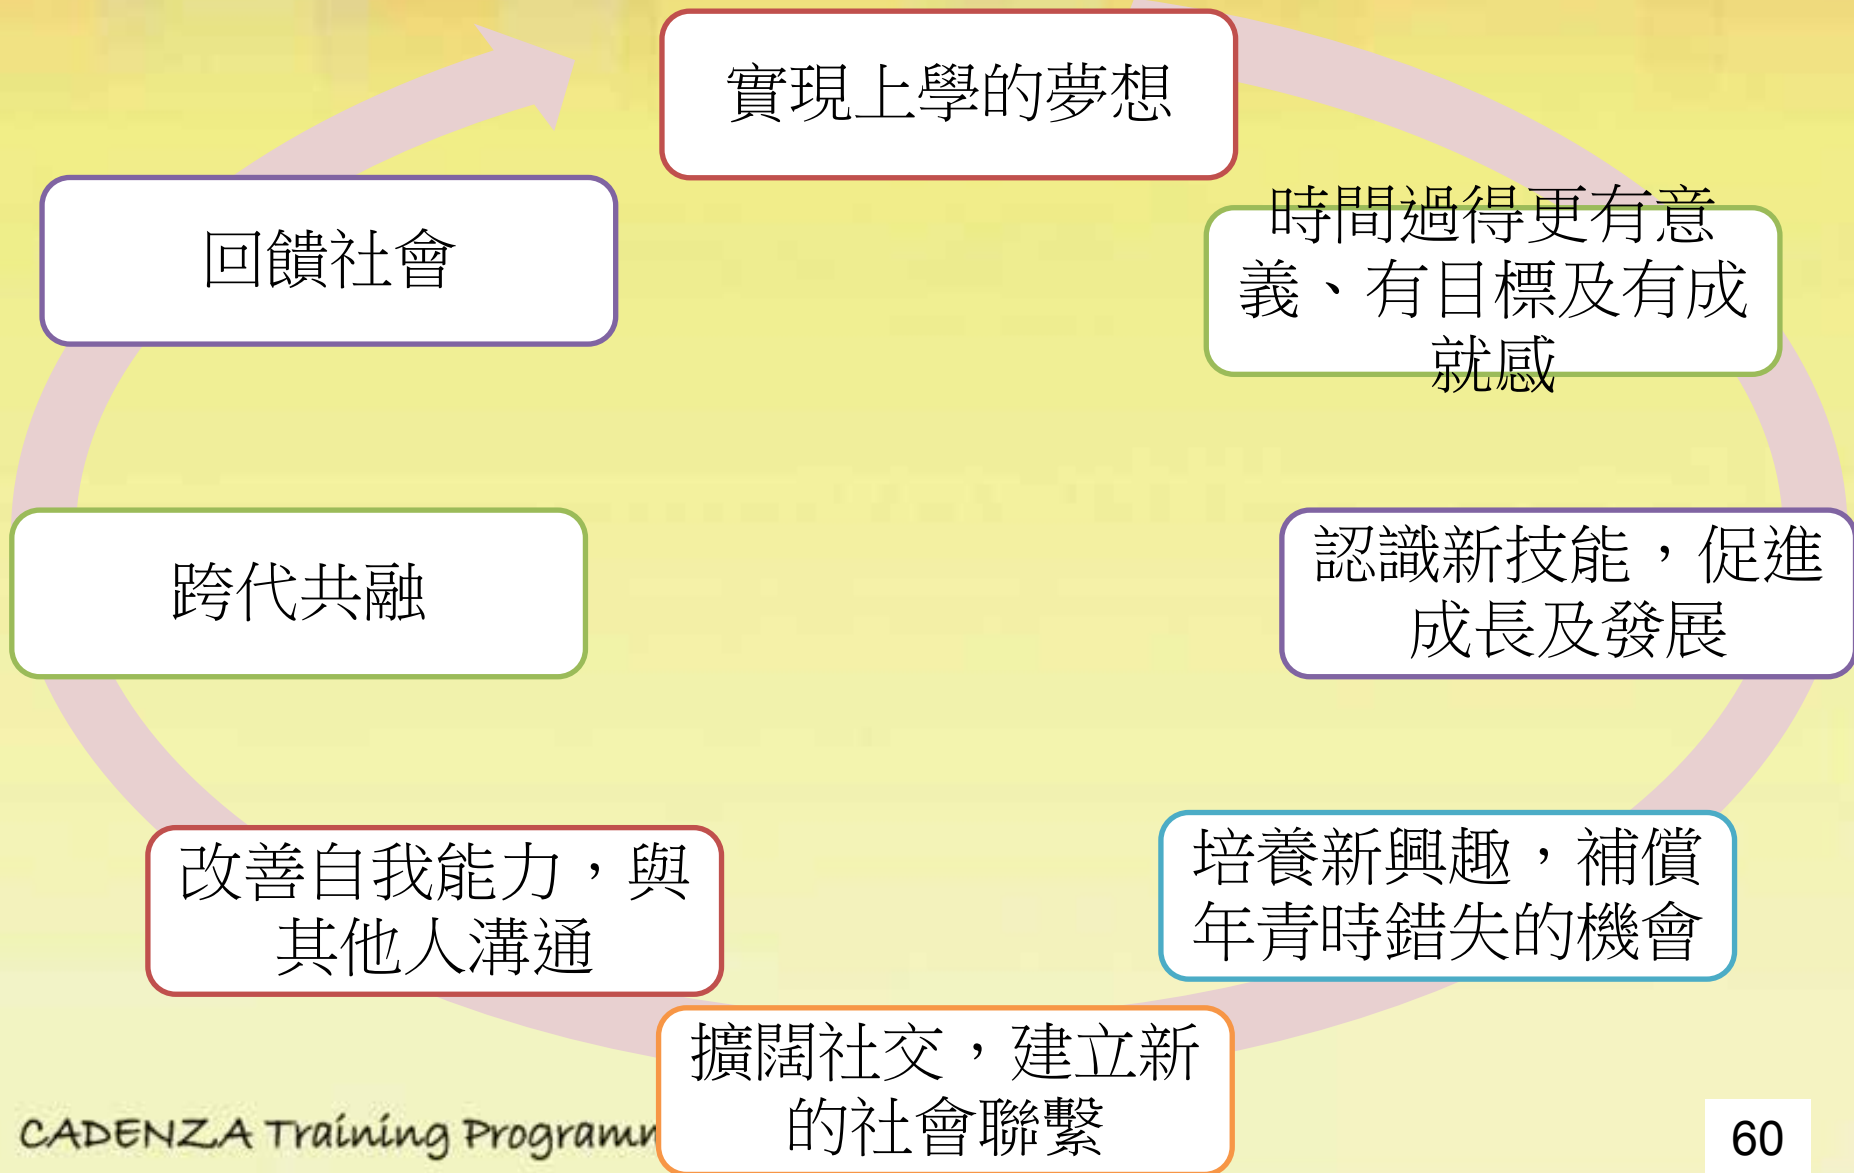 實現上學的夢想
時間過得更有意
義、有目標及有成
就感
認識新技能，促進
成長及發展
培養新興趣，補償
年青時錯失的機會
擴闊社交，建立新
的社會聯繫
改善自我能力，與
其他人溝通
跨代共融
回饋社會
CADENZA Training
60